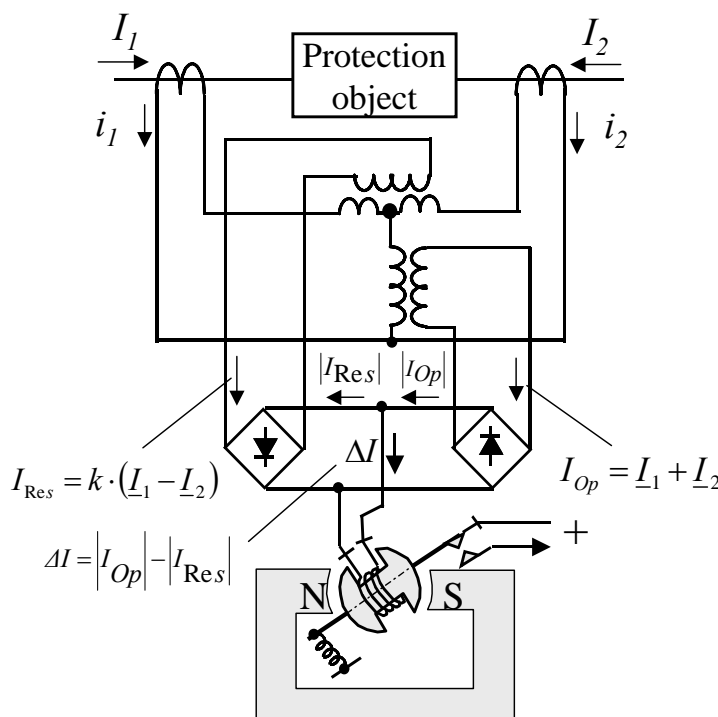 I1 I2
Protection
object
i1 i2
|IRes| |IOp|
ΔI
IRes = k·(I1 − I2)
IOp = I1 + I2
ΔI = |IOp| − |IRes|
+
N S